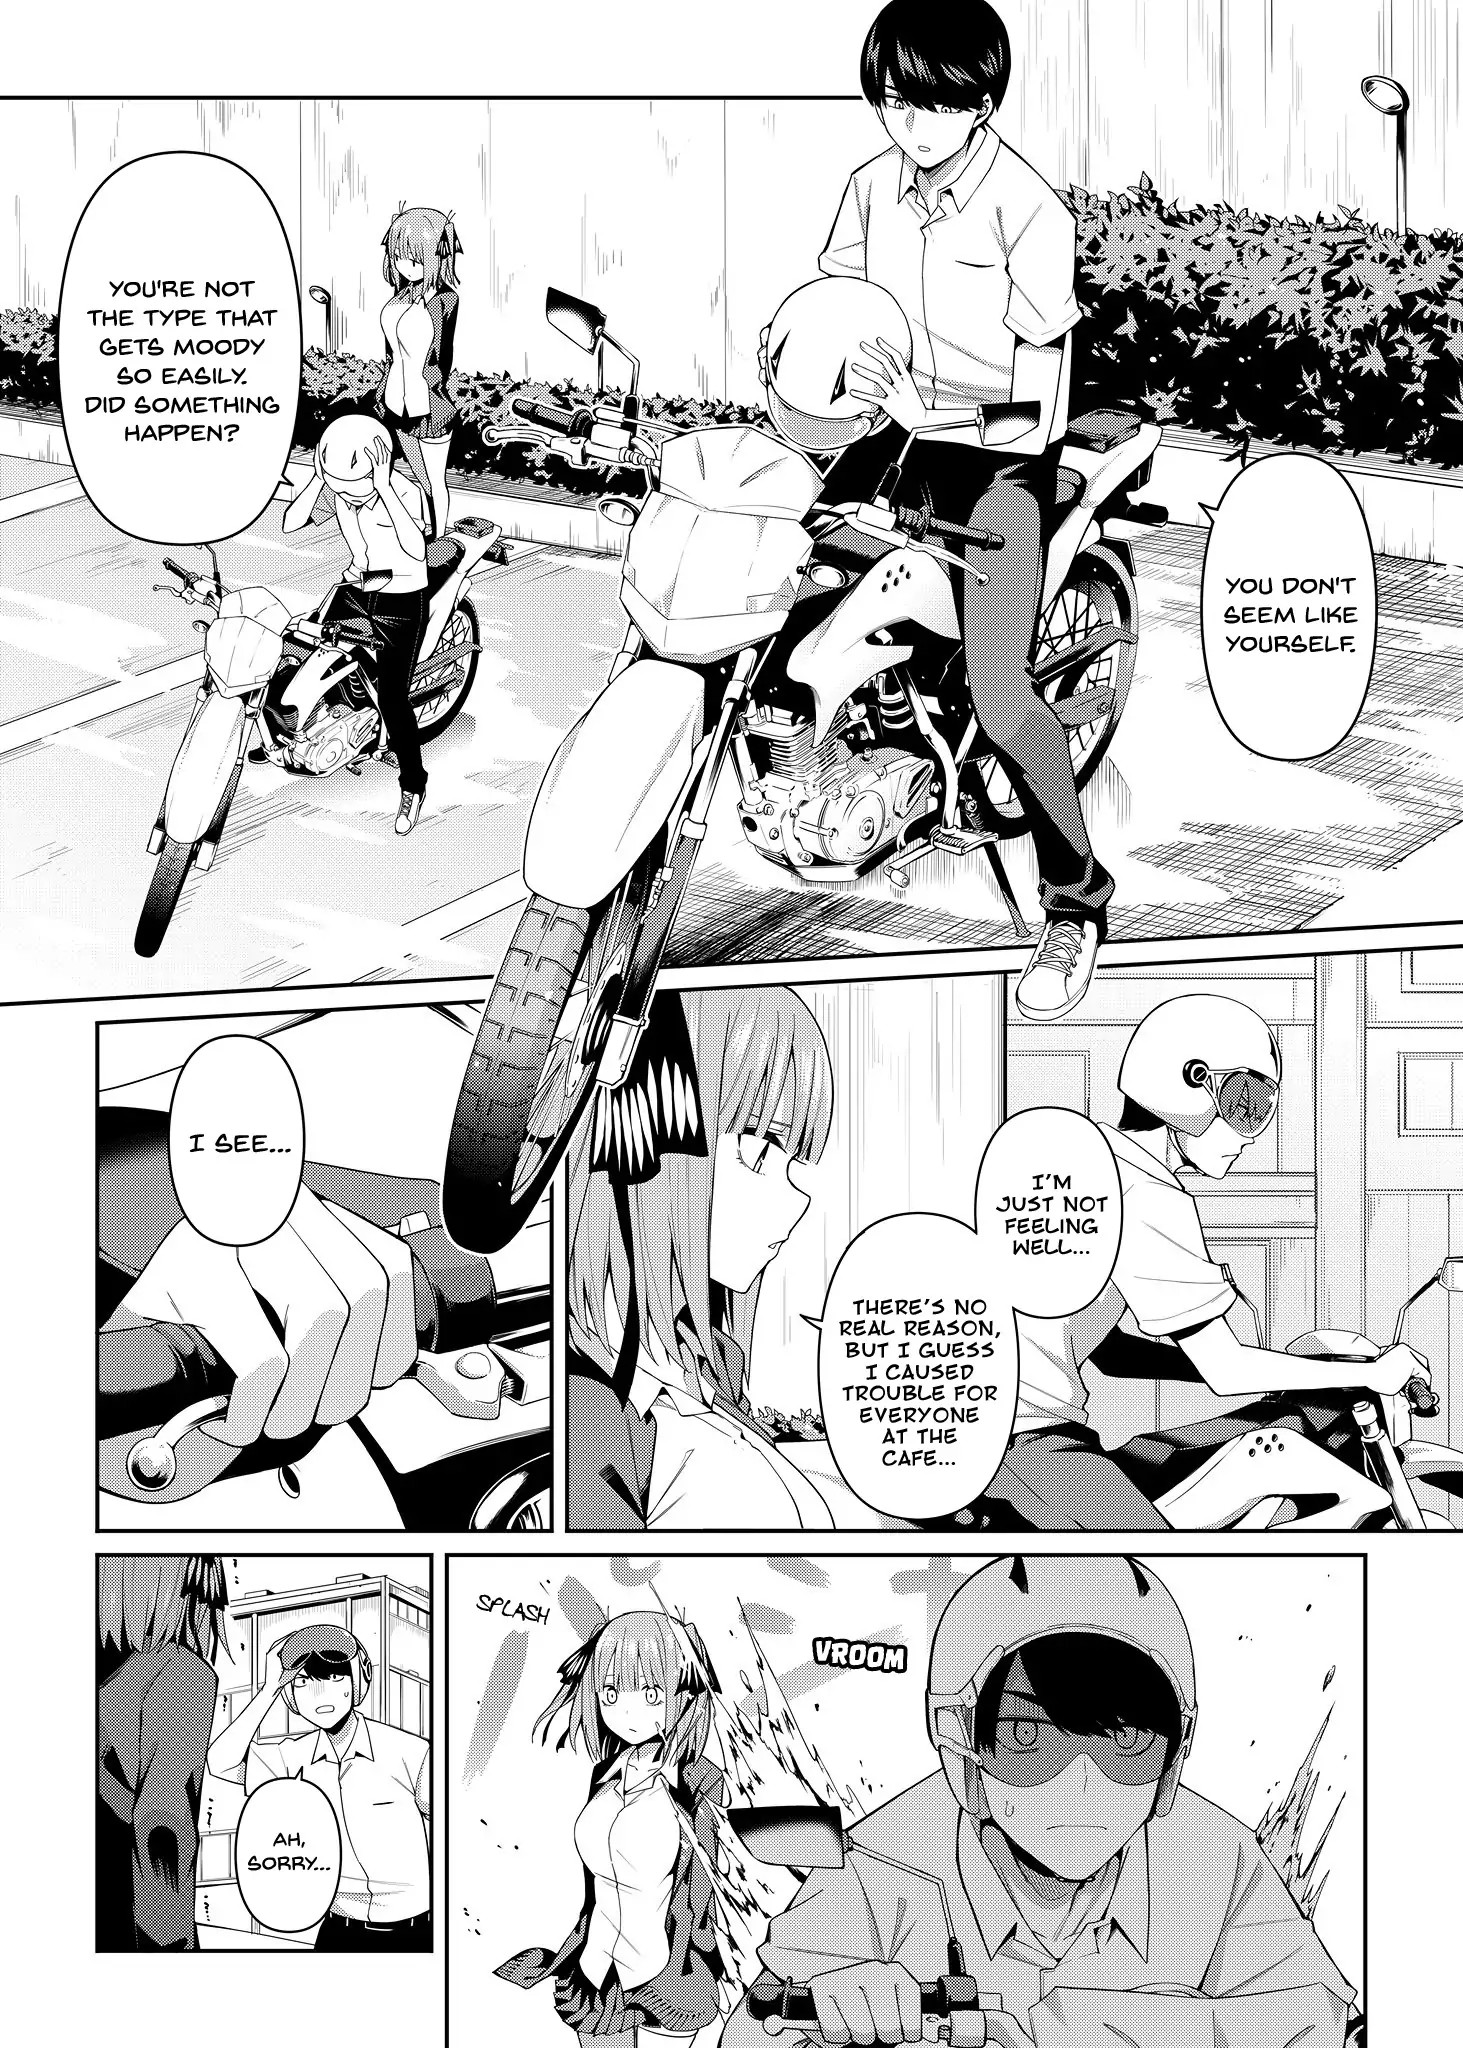 YOU DON'T
SEEM LIKE
YOURSELF.
YOU'RE NOT
THE TYPE THAT
GETS MOODY
SO EASILY.
DID SOMETHING
HAPPEN?
I'M
JUST NOT
FEELING
WELL...
THERE'S NO
REAL REASON,
BUT I GUESS
I CAUSED
TROUBLE FOR
EVERYONE
AT THE
CAFE...
I SEE...
VROOM
SPLASH
AH,
SORRY...